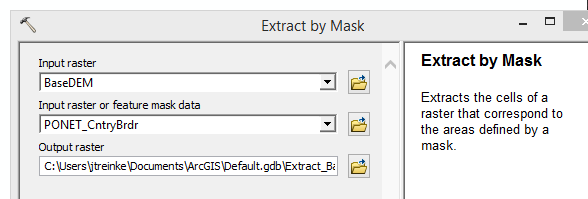 Extract by Mask
Input raster
BaseDEM
Input raster or feature mask data
PONET_CntryBrdr
Output raster
C:\Users\jtreinke\Documents\ArcGIS\Default.gdb\Extract_Ba
Extract by Mask
Extracts the cells of a
raster that correspond to
the areas defined by a
mask.